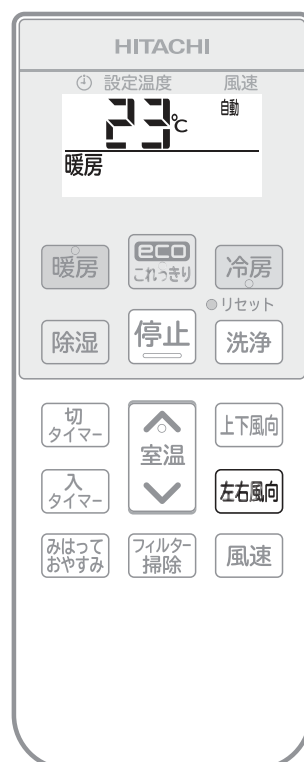 HITACHI
設定温度 風速
23℃ 自動
暖房
暖房 eco これっきり 冷房
リセット
除湿 停止 洗浄
切タイマー 室温 上下風向
入タイマー 左右風向
みはっておやすみ フィルター掃除 風速